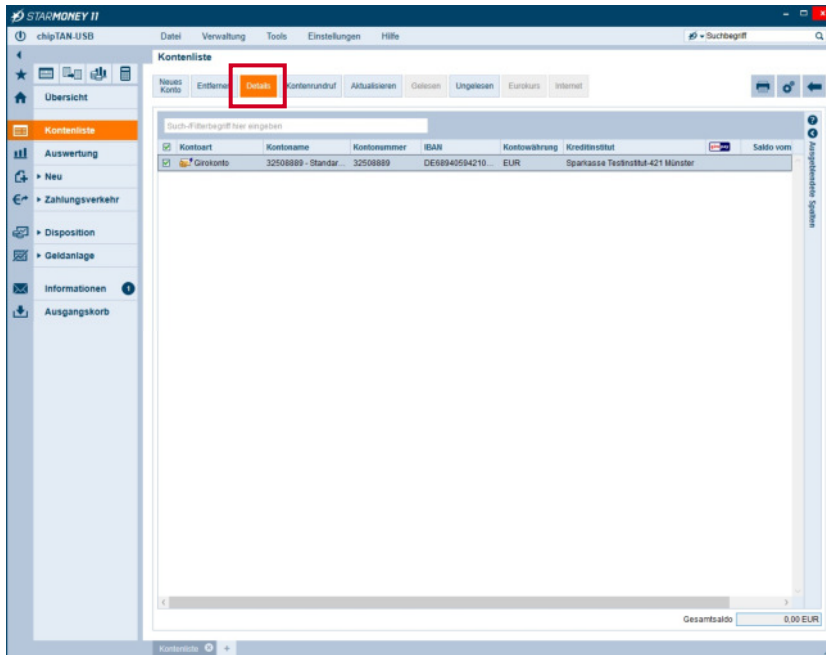 STARMONEY 11
chipTAN-USB
Datei Verwaltung Tools Einstellungen Hilfe
Suchbegriff
Kontenliste
Neues Konto Entfernen Details Kontenrundruf Aktualisieren Gelesen Ungelesen Eurokurs Internet
Übersicht
Kontenliste
Auswertung
Neu
Zahlungsverkehr
Disposition
Geldanlage
Informationen 1
Ausgangskorb
Such-/Filterbegriff hier eingeben
Kontoart Kontoname Kontonummer IBAN Kontowährung Kreditinstitut Saldo vom
Girokonto 32508889 - Standar... 32508889 DE68940594210... EUR Sparkasse Testinstitut-421 Münster
Ausgeblendete Spalten
Gesamtsaldo 0,00 EUR
Kontenliste +